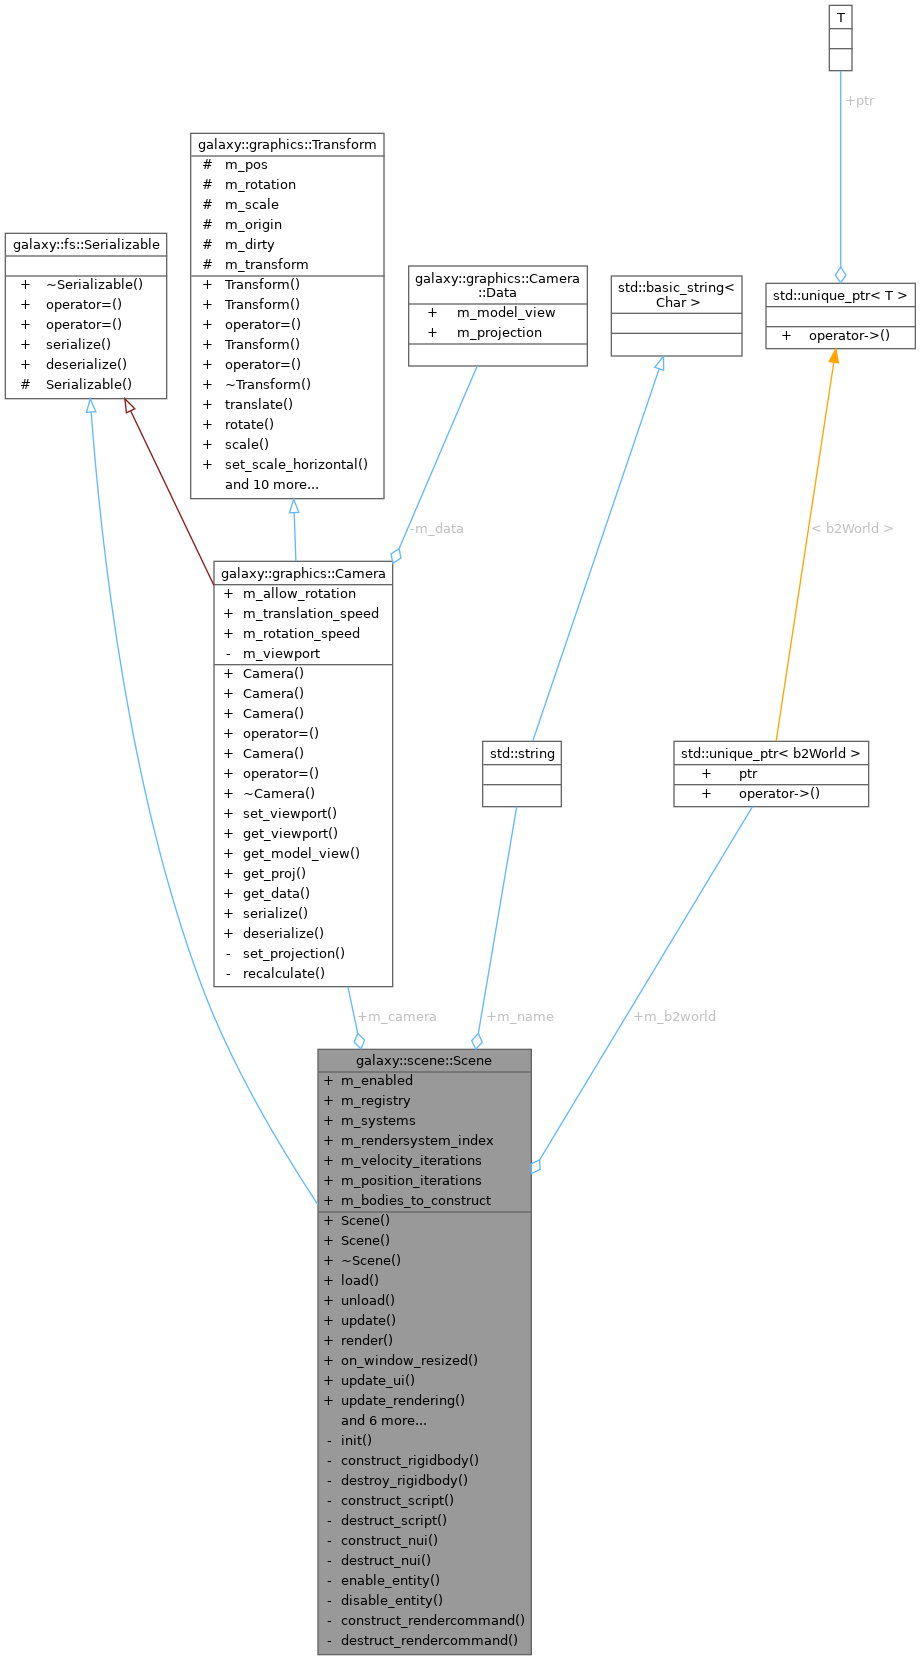 T
+ptr
galaxy::graphics::Transform
# m_pos
# m_rotation
# m_scale
# m_origin
# m_dirty
# m_transform
+ Transform()
+ Transform()
+ operator=()
+ Transform()
+ operator=()
+ ~Transform()
+ translate()
+ rotate()
+ scale()
+ set_scale_horizontal()
and 10 more...
galaxy::fs::Serializable
+ ~Serializable()
+ operator=()
+ operator=()
+ serialize()
+ deserialize()
# Serializable()
galaxy::graphics::Camera
::Data
+ m_model_view
+ m_projection
std::basic_string<
Char >
std::unique_ptr< T >
+ operator->()
-m_data
< b2World >
galaxy::graphics::Camera
+ m_allow_rotation
+ m_translation_speed
+ m_rotation_speed
- m_viewport
+ Camera()
+ Camera()
+ Camera()
+ operator=()
+ Camera()
+ operator=()
+ ~Camera()
+ set_viewport()
+ get_viewport()
+ get_model_view()
+ get_proj()
+ get_data()
+ serialize()
+ deserialize()
- set_projection()
- recalculate()
std::string
std::unique_ptr< b2World >
+ ptr
+ operator->()
+m_camera
+m_name
+m_b2world
galaxy::scene::Scene
+ m_enabled
+ m_registry
+ m_systems
+ m_rendersystem_index
+ m_velocity_iterations
+ m_position_iterations
+ m_bodies_to_construct
+ Scene()
+ Scene()
+ ~Scene()
+ load()
+ unload()
+ update()
+ render()
+ on_window_resized()
+ update_ui()
+ update_rendering()
and 6 more...
- init()
- construct_rigidbody()
- destroy_rigidbody()
- construct_script()
- destruct_script()
- construct_nui()
- destruct_nui()
- enable_entity()
- disable_entity()
- construct_rendercommand()
- destruct_rendercommand()